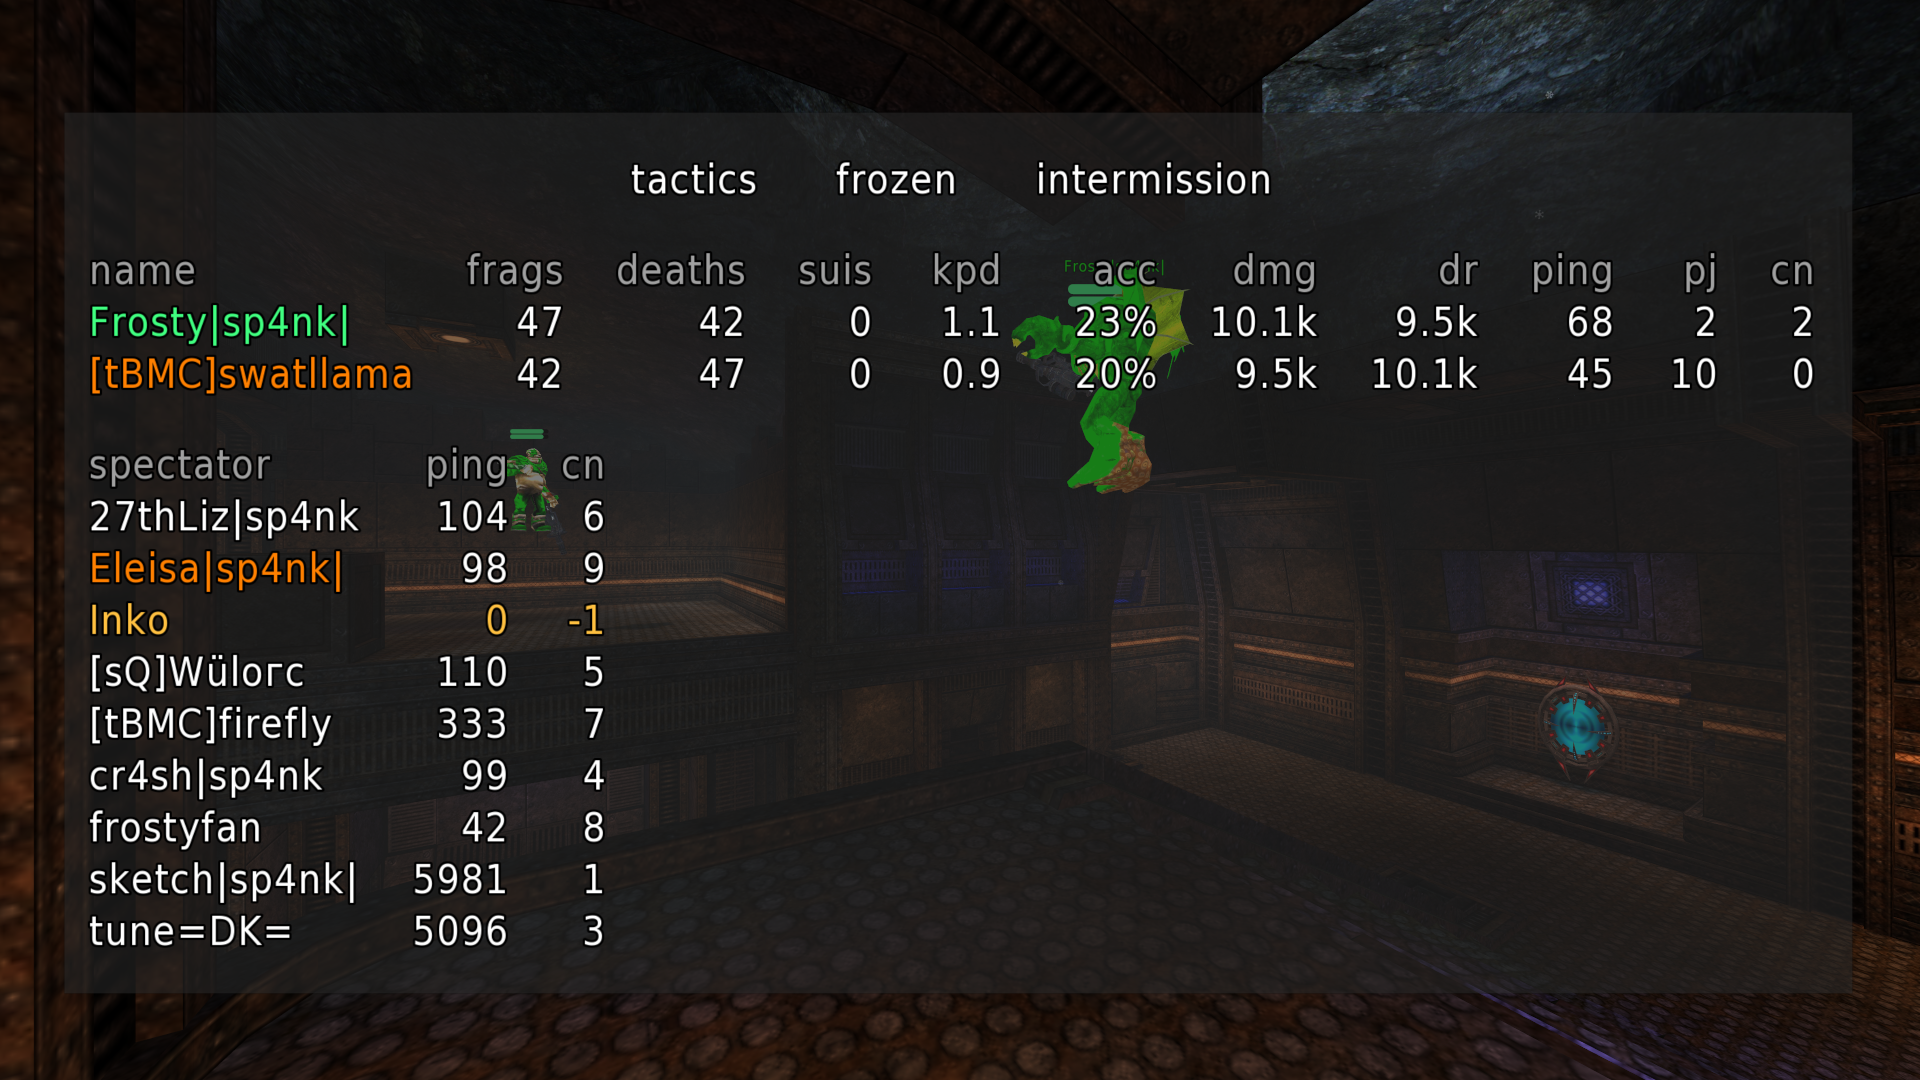 tactics frozen intermission
name frags deaths suis kpd acc dmg dr ping pj cn
Frosty|sp4nk| 47 42 0 1.1 23% 10.1k 9.5k 68 2 2
[tBMC]swatllama 42 47 0 0.9 20% 9.5k 10.1k 45 10 0
spectator ping cn
27thLiz|sp4nk 104 6
Eleisa|sp4nk| 98 9
Inko 0 -1
[sQ]Wülorc 110 5
[tBMC]firefly 333 7
cr4sh|sp4nk 99 4
frostyfan 42 8
sketch|sp4nk| 5981 1
tune=DK= 5096 3